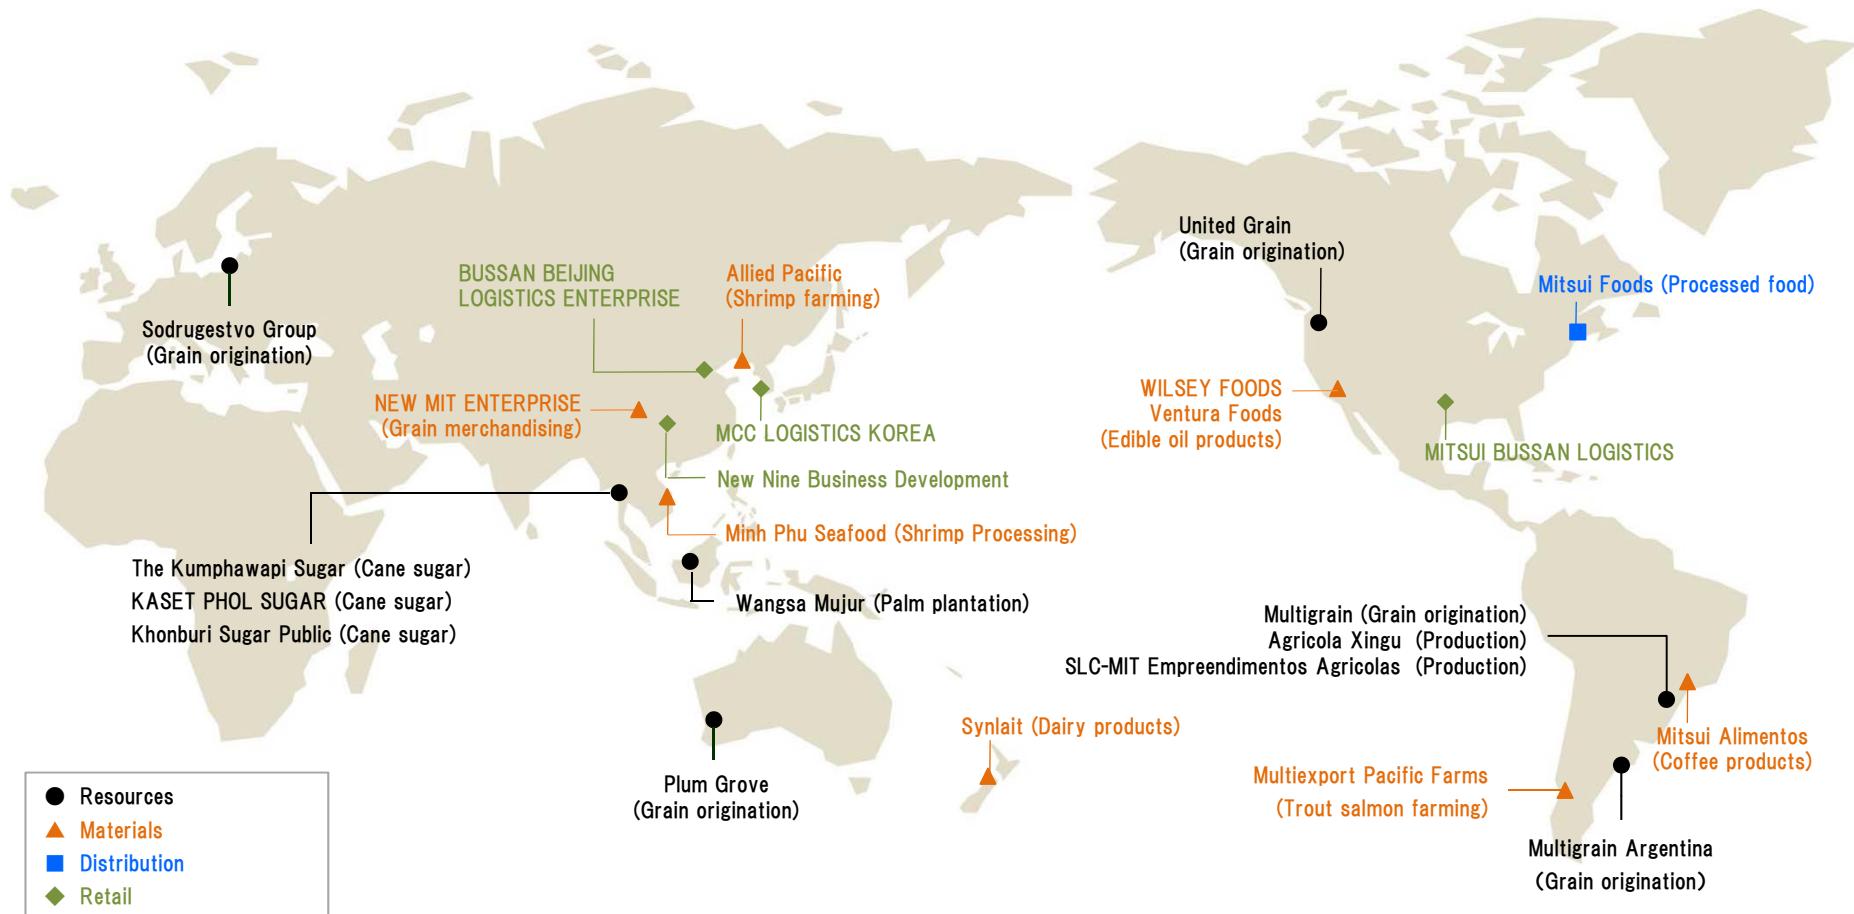 United Grain
(Grain origination)
BUSSAN BEIJING
LOGISTICS ENTERPRISE
Allied Pacific
(Shrimp farming)
Mitsui Foods (Processed food)
Sodrugestvo Group
(Grain origination)
NEW MIT ENTERPRISE
(Grain merchandising)
MCC LOGISTICS KOREA
WILSEY FOODS
Ventura Foods
(Edible oil products)
MITSUI BUSSAN LOGISTICS
New Nine Business Development
Minh Phu Seafood (Shrimp Processing)
The Kumphawapi Sugar (Cane sugar)
KASET PHOL SUGAR (Cane sugar)
Khonburi Sugar Public (Cane sugar)
Wangsa Mujur (Palm plantation)
Multigrain (Grain origination)
Agricola Xingu (Production)
SLC-MIT Empreendimentos Agricolas (Production)
Synlait (Dairy products)
Mitsui Alimentos
(Coffee products)
Plum Grove
(Grain origination)
Multiexport Pacific Farms
(Trout salmon farming)
Multigrain Argentina
(Grain origination)
Resources
Materials
Distribution
Retail